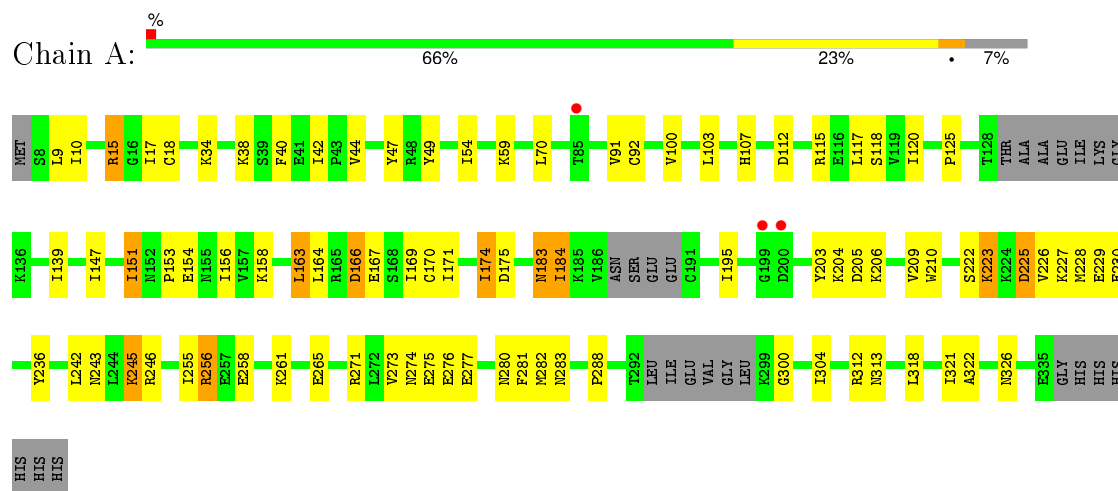 %
Chain A:
66% 23% • 7%
MET S8 L9 I10 R15 G16 I17 C18 K34 K38 S39 F40 E41 I42 P43 V44 Y47 R48 Y49 I54 K59 L70 T85 V91 C92 V100 L103 H107 D112 R115 E116 L117 S118 V119 I120 P125 T128 THR ALA ALA GLU ILE LYS GLY
K136 I139 I147 I151 N152 P153 E154 N155 I156 V157 K158 L163 L164 R165 D166 E167 S168 I169 C170 I171 I174 D175 N183 I184 K185 V186 ASN SER GLU GLU C191 I195 G199 D200 Y203 K204 D205 K206 V209 W210 S222 K223 K224 D225 V226 K227 M228 E229 F230
Y236 L242 N243 L244 K245 R246 I255 R256 E257 E258 K261 E265 R271 L272 V273 N274 E275 E276 E277 N280 F281 M282 N283 P288 T292 LEU ILE GLU VAL GLY LEU K299 G300 I304 R312 N313 L318 I321 A322 N326 E335 GLY HIS HIS HIS
HIS HIS HIS